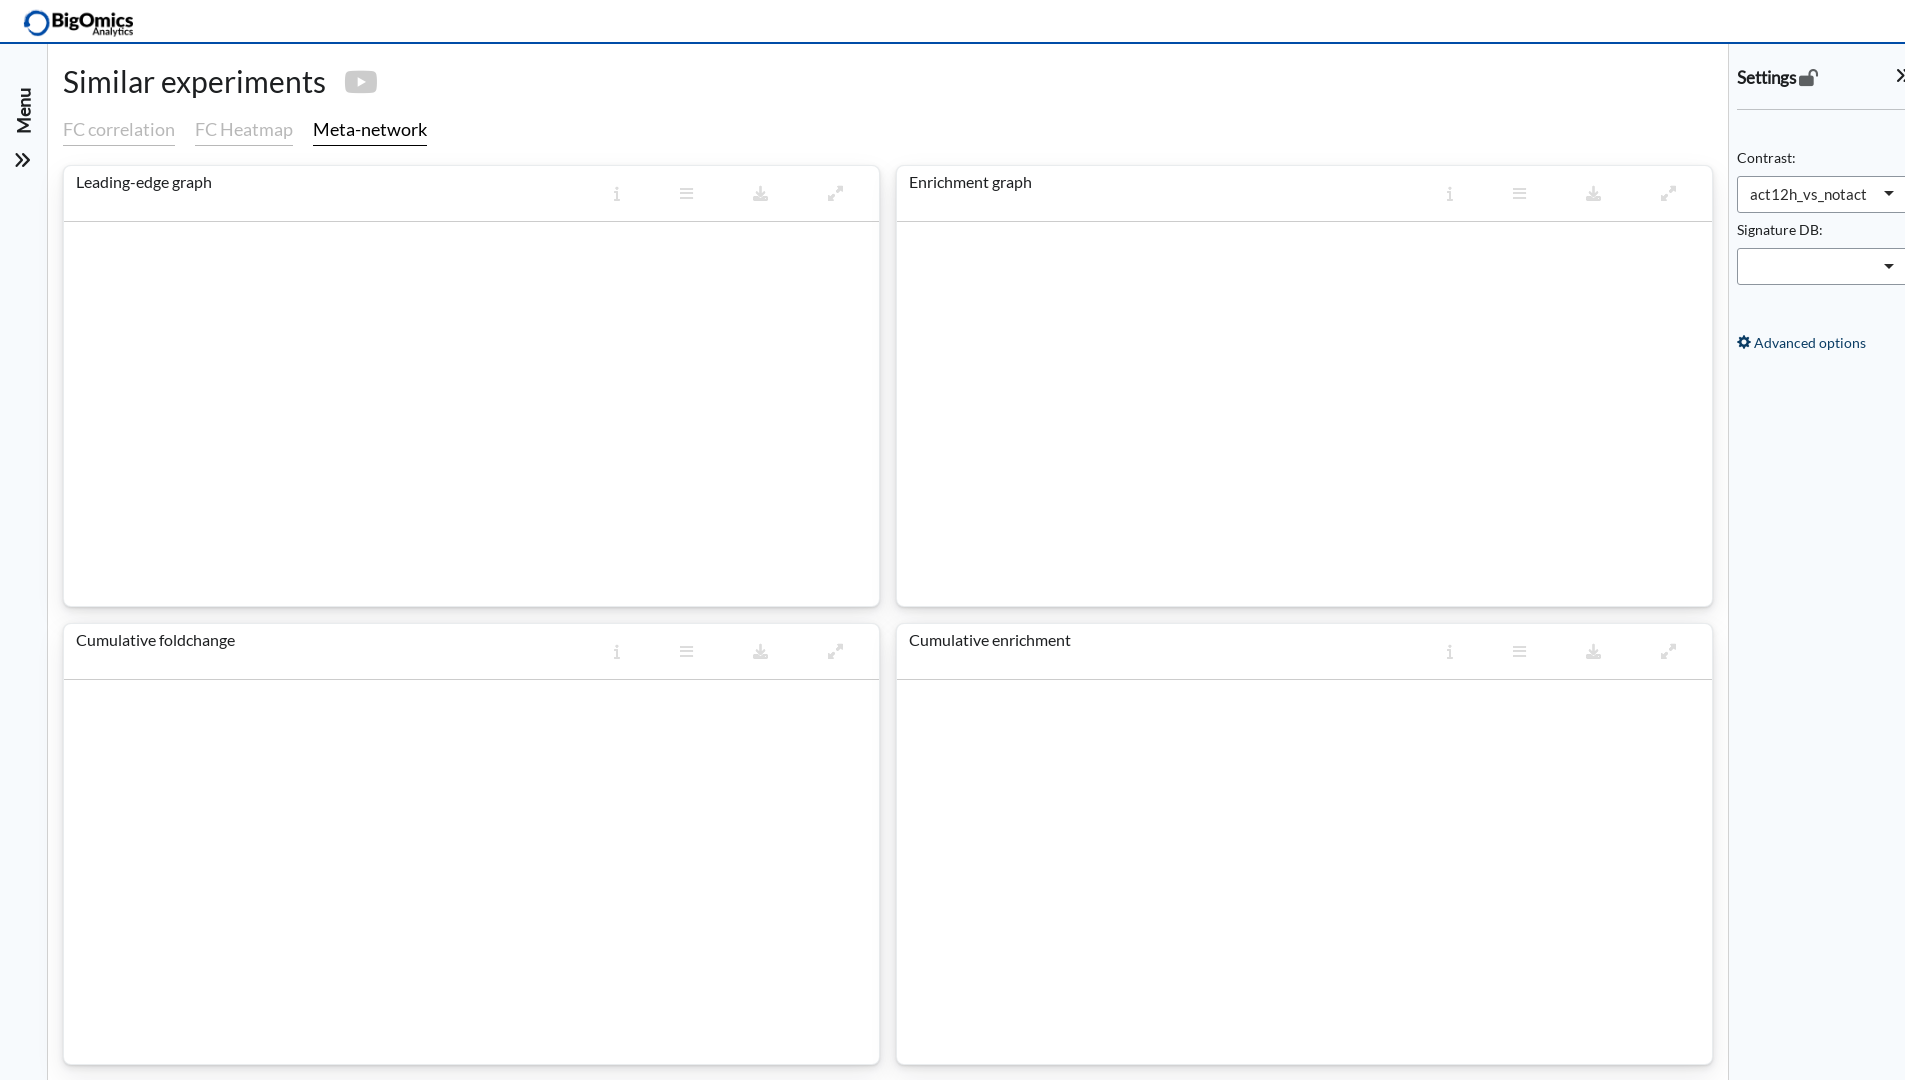 BigOmics
Analytics
Menu
Similar experiments
FC correlation FC Heatmap Meta-network
Leading-edge graph
Enrichment graph
Cumulative foldchange
Cumulative enrichment
Settings
Contrast:
act12h_vs_notact
Signature DB:
Advanced options